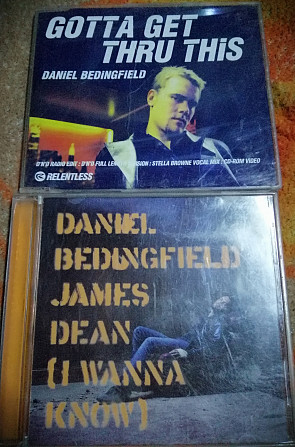 GOTTA GET
THRU THiS
DANIEL BEDINGFIELD
D'N'D RADIO EDIT : D'N'D FULL LENGTH VERSION : STELLA BROWNE VOCAL MIX : CD-ROM VIDEO
RELENTLESS
DANIEL
BEDINGFIELD
JAMES
DEAN
(I WANNA
KNOW)